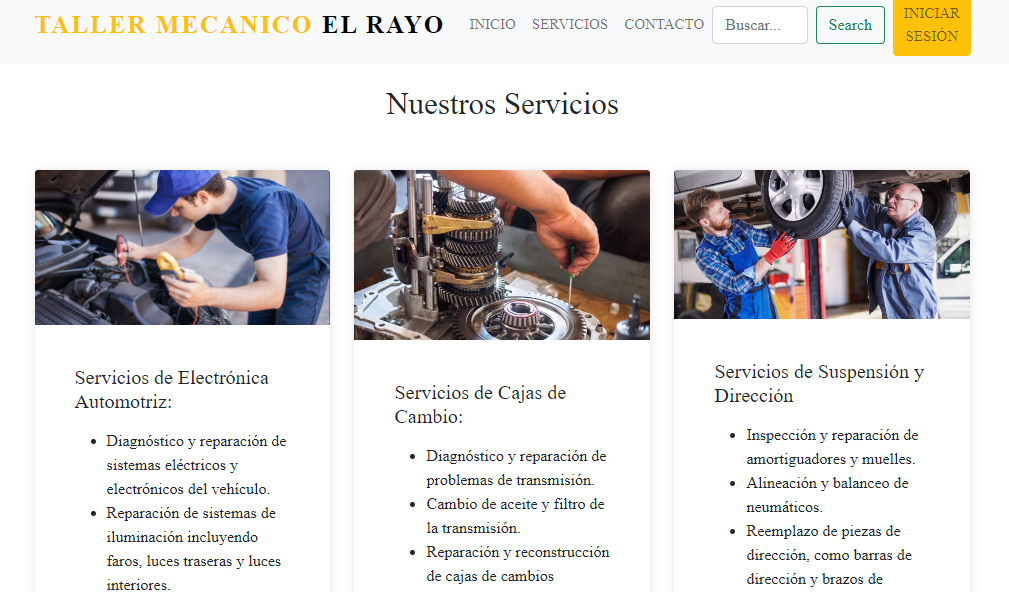 TALLER MECANICO EL RAYO
INICIO
SERVICIOS
CONTACTO
Buscar...
Search
INICIAR
SESIÓN
Nuestros Servicios
Servicios de Electrónica
Automotriz:
Diagnóstico y reparación de
sistemas eléctricos y
electrónicos del vehículo.
Reparación de sistemas de
iluminación incluyendo
faros, luces traseras y luces
interiores.
Servicios de Cajas de
Cambio:
Diagnóstico y reparación de
problemas de transmisión.
Cambio de aceite y filtro de
la transmisión.
Reparación y reconstrucción
de cajas de cambios
Servicios de Suspensión y
Dirección
Inspección y reparación de
amortiguadores y muelles.
Alineación y balanceo de
neumáticos.
Reemplazo de piezas de
dirección, como barras de
dirección y brazos de